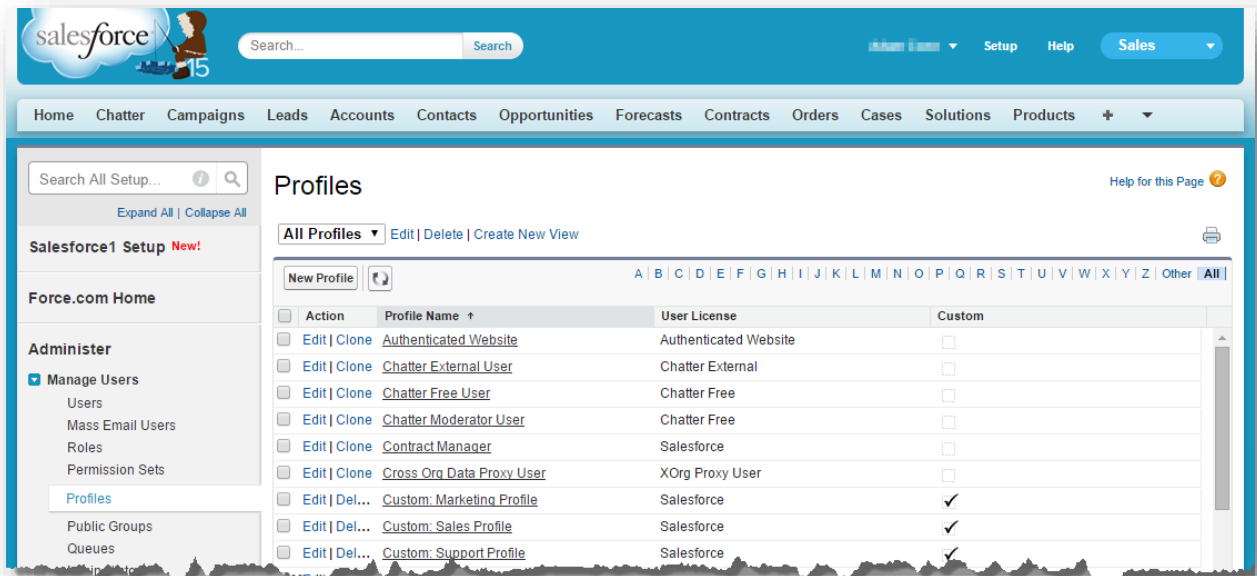 salesforce
15
Search...
Search
Setup
Help
Sales
Home Chatter Campaigns Leads Accounts Contacts Opportunities Forecasts Contracts Orders Cases Solutions Products +
Search All Setup...
Expand All | Collapse All
Salesforce1 Setup New!
Force.com Home
Administer
Manage Users
Users
Mass Email Users
Roles
Permission Sets
Profiles
Public Groups
Queues
Profiles
Help for this Page ?
All Profiles Edit | Delete | Create New View
New Profile
A | B | C | D | E | F | G | H | I | J | K | L | M | N | O | P | Q | R | S | T | U | V | W | X | Y | Z | Other All
Action Profile Name ↑ User License Custom
Edit | Clone Authenticated Website Authenticated Website
Edit | Clone Chatter External User Chatter External
Edit | Clone Chatter Free User Chatter Free
Edit | Clone Chatter Moderator User Chatter Free
Edit | Clone Contract Manager Salesforce
Edit | Clone Cross Org Data Proxy User XOrg Proxy User
Edit | Del... Custom: Marketing Profile Salesforce ✓
Edit | Del... Custom: Sales Profile Salesforce ✓
Edit | Del... Custom: Support Profile Salesforce ✓